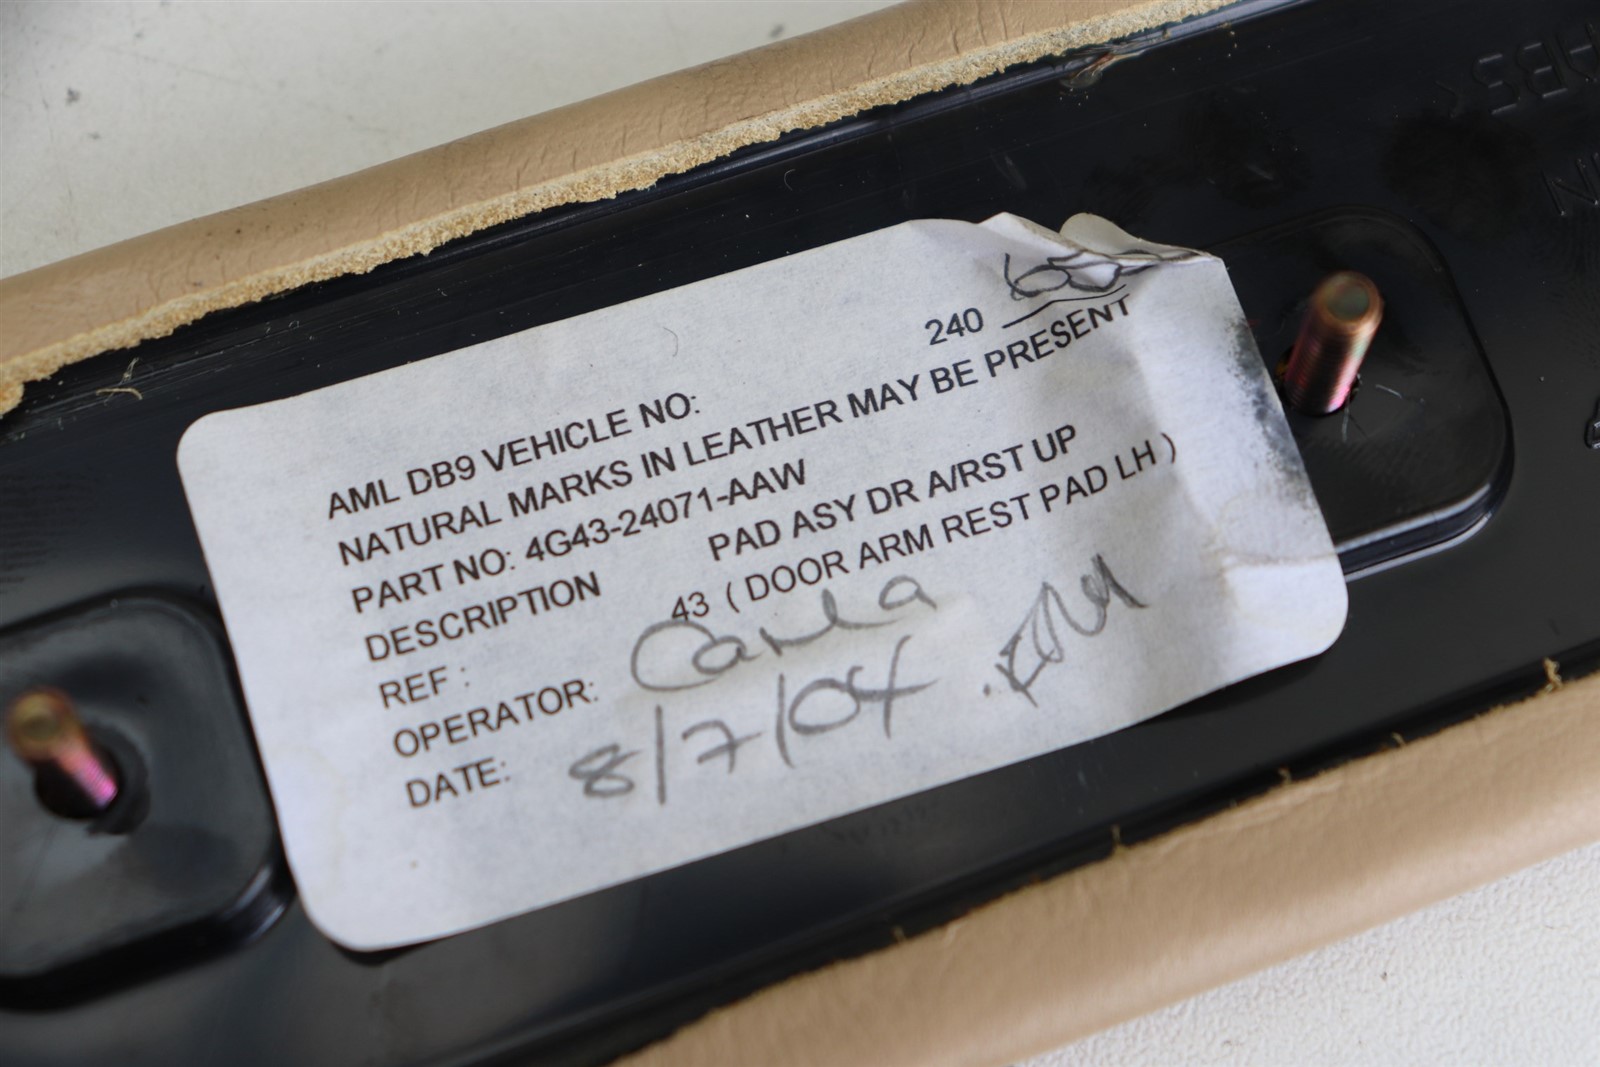 240
AML DB9 VEHICLE NO:
NATURAL MARKS IN LEATHER MAY BE PRESENT
PART NO: 4G43-24071-AAW
DESCRIPTION PAD ASY DR A/RST UP
REF : 43 ( DOOR ARM REST PAD LH )
OPERATOR: Carla
DATE: 8/7/04